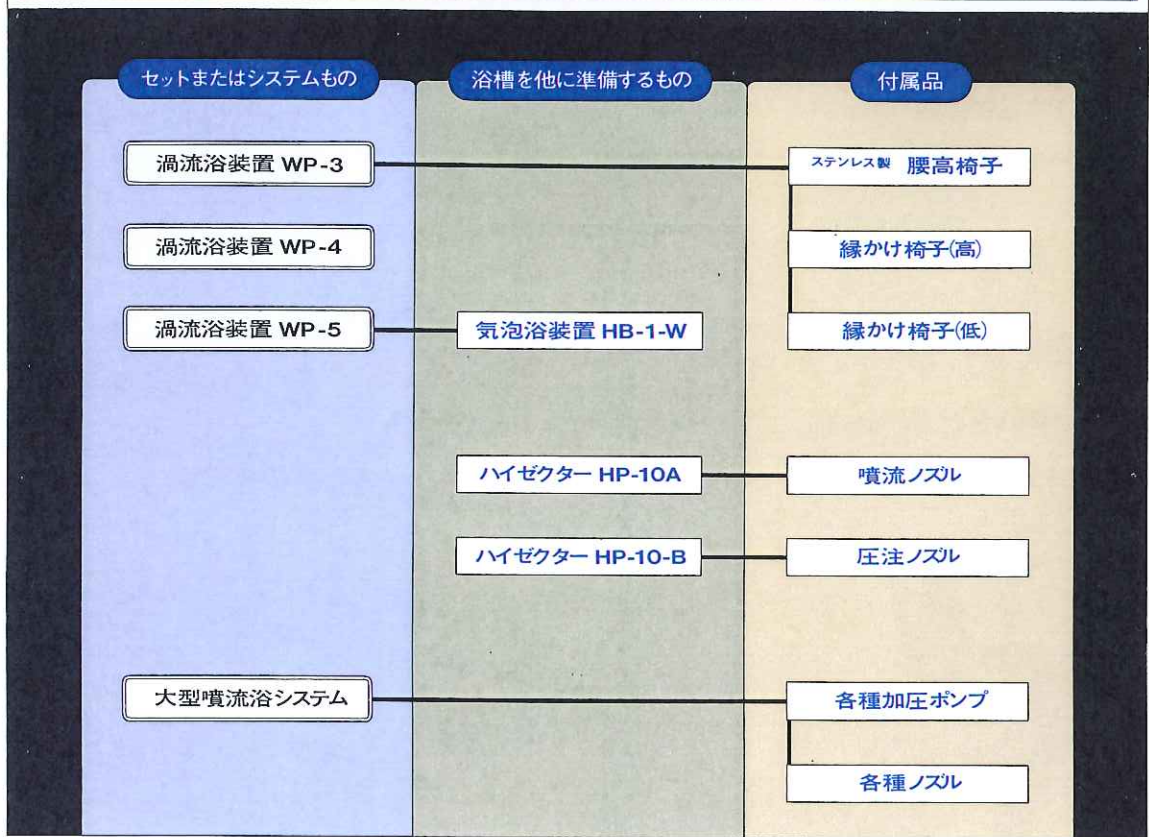 セットまたはシステムもの
浴槽を他に準備するもの
付属品
渦流浴装置 WP-3
ステンレス製 腰高椅子
渦流浴装置 WP-4
縁かけ椅子(高)
渦流浴装置 WP-5
気泡浴装置 HB-1-W
縁かけ椅子(低)
ハイゼクター HP-10A
噴流ノズル
ハイゼクター HP-10-B
圧注ノズル
大型噴流浴システム
各種加圧ポンプ
各種ノズル